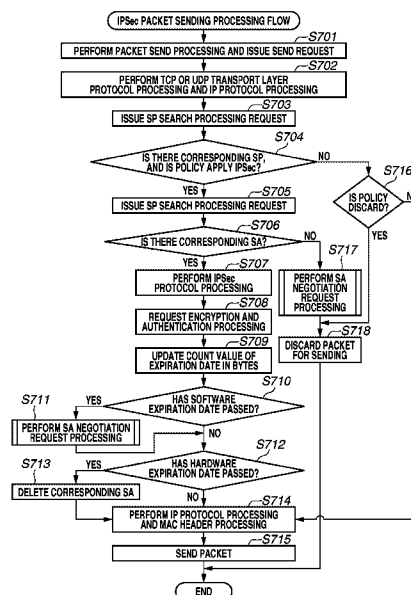 IPSec PACKET SENDING PROCESSING FLOW
S701
PERFORM PACKET SEND PROCESSING AND ISSUE SEND REQUEST
S702
PERFORM TCP OR UDP TRANSPORT LAYER
PROTOCOL PROCESSING AND IP PROTOCOL PROCESSING
S703
ISSUE SP SEARCH PROCESSING REQUEST
S704
IS THERE CORRESPONDING SP,
AND IS POLICY APPLY IPSec?
NO
YES
S705
ISSUE SP SEARCH PROCESSING REQUEST
S706
IS THERE CORRESPONDING SA?
NO
YES
S716
IS POLICY
DISCARD?
N
YES
S717
PERFORM SA
NEGOTIATION
REQUEST
PROCESSING
S718
DISCARD PACKET
FOR SENDING
S707
PERFORM IPSec
PROTOCOL PROCESSING
S708
REQUEST ENCRYPTION AND
AUTHENTICATION PROCESSING
S709
UPDATE COUNT VALUE OF
EXPIRATION DATE IN BYTES
S710
HAS SOFTWARE
EXPIRATION DATE PASSED?
YES
S711
PERFORM SA NEGOTIATION
REQUEST PROCESSING
NO
S712
HAS HARDWARE
EXPIRATION DATE PASSED?
YES
S713
DELETE CORRESPONDING SA
NO
S714
PERFORM IP PROTOCOL PROCESSING
AND MAC HEADER PROCESSING
S715
SEND PACKET
END